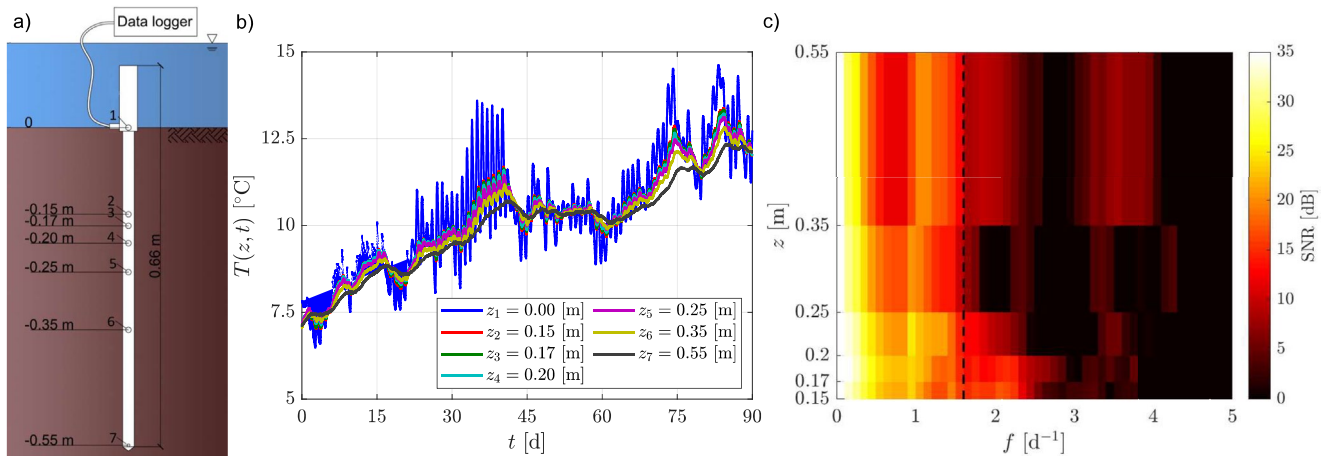 a)
Data logger
1
0
2
-0.15 m
3
-0.17 m
-0.20 m
4
-0.25 m
5
0.66 m
-0.35 m
6
-0.55 m
7
b)
15
12.5
10
7.5
5
T(z, t) [°C]
z₁ = 0.00 [m]
z₂ = 0.15 [m]
z₃ = 0.17 [m]
z₄ = 0.20 [m]
z₅ = 0.25 [m]
z₆ = 0.35 [m]
z₇ = 0.55 [m]
0 15 30 45 60 75 90
t [d]
c)
0.55
0.35
0.25
0.2
0.17
0.15
z [m]
0 1 2 3 4 5
f [d⁻¹]
35
30
25
20
15
10
5
0
SNR [dB]